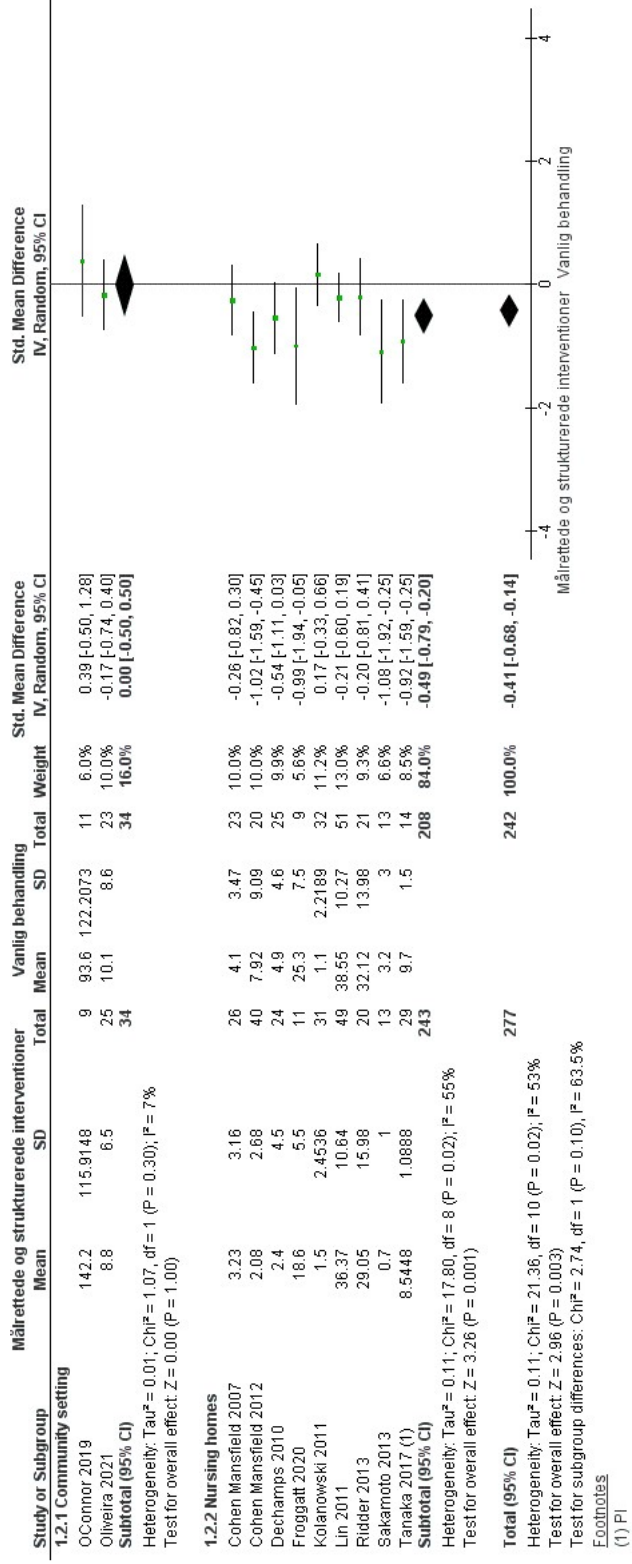 Målrettede og strukturerede interventioner Vanlig behandling Std. Mean Difference Std. Mean Difference
Study or Subgroup Mean SD Total Mean SD Total Weight IV, Random, 95% CI IV, Random, 95% CI
1.2.1 Community setting
OConnor 2019 142.2 115.9148 9 93.6 122.2073 11 6.0% 0.39 [-0.50, 1.28]
Oliveira 2021 8.8 6.5 25 10.1 8.6 23 10.0% -0.17 [-0.74, 0.40]
Subtotal (95% CI) 34 34 16.0% 0.00 [-0.50, 0.50]
Heterogeneity: Tau² = 0.01; Chi² = 1.07, df = 1 (P = 0.30); I² = 7%
Test for overall effect: Z = 0.00 (P = 1.00)
1.2.2 Nursing homes
Cohen Mansfield 2007 3.23 3.16 26 4.1 3.47 23 10.0% -0.26 [-0.82, 0.30]
Cohen Mansfield 2012 2.08 2.68 40 7.92 9.09 20 10.0% -1.02 [-1.59, -0.45]
Dechamps 2010 2.4 4.5 24 4.9 4.6 25 9.9% -0.54 [-1.11, 0.03]
Froggatt 2020 18.6 5.5 11 25.3 7.5 9 5.6% -0.99 [-1.94, -0.05]
Kolanowski 2011 1.5 2.4536 31 1.1 2.2189 32 11.2% 0.17 [-0.33, 0.66]
Lin 2011 36.37 10.64 49 38.55 10.27 51 13.0% -0.21 [-0.60, 0.19]
Ridder 2013 29.05 15.98 20 32.12 13.98 21 9.3% -0.20 [-0.81, 0.41]
Sakamoto 2013 0.7 1 13 3.2 3 13 6.6% -1.08 [-1.92, -0.25]
Tanaka 2017 (1) 8.5448 1.0888 29 9.7 1.5 14 8.5% -0.92 [-1.59, -0.25]
Subtotal (95% CI) 243 208 84.0% -0.49 [-0.79, -0.20]
Heterogeneity: Tau² = 0.11; Chi² = 17.80, df = 8 (P = 0.02); I² = 55%
Test for overall effect: Z = 3.26 (P = 0.001)
Total (95% CI) 277 242 100.0% -0.41 [-0.68, -0.14]
Heterogeneity: Tau² = 0.11; Chi² = 21.36, df = 10 (P = 0.02); I² = 53%
Test for overall effect: Z = 2.96 (P = 0.003)
Test for subgroup differences: Chi² = 2.74, df = 1 (P = 0.10), I² = 63.5%
-4 -2 0 2 4
Målrettede og strukturerede interventioner Vanlig behandling
Footnotes
(1) PI